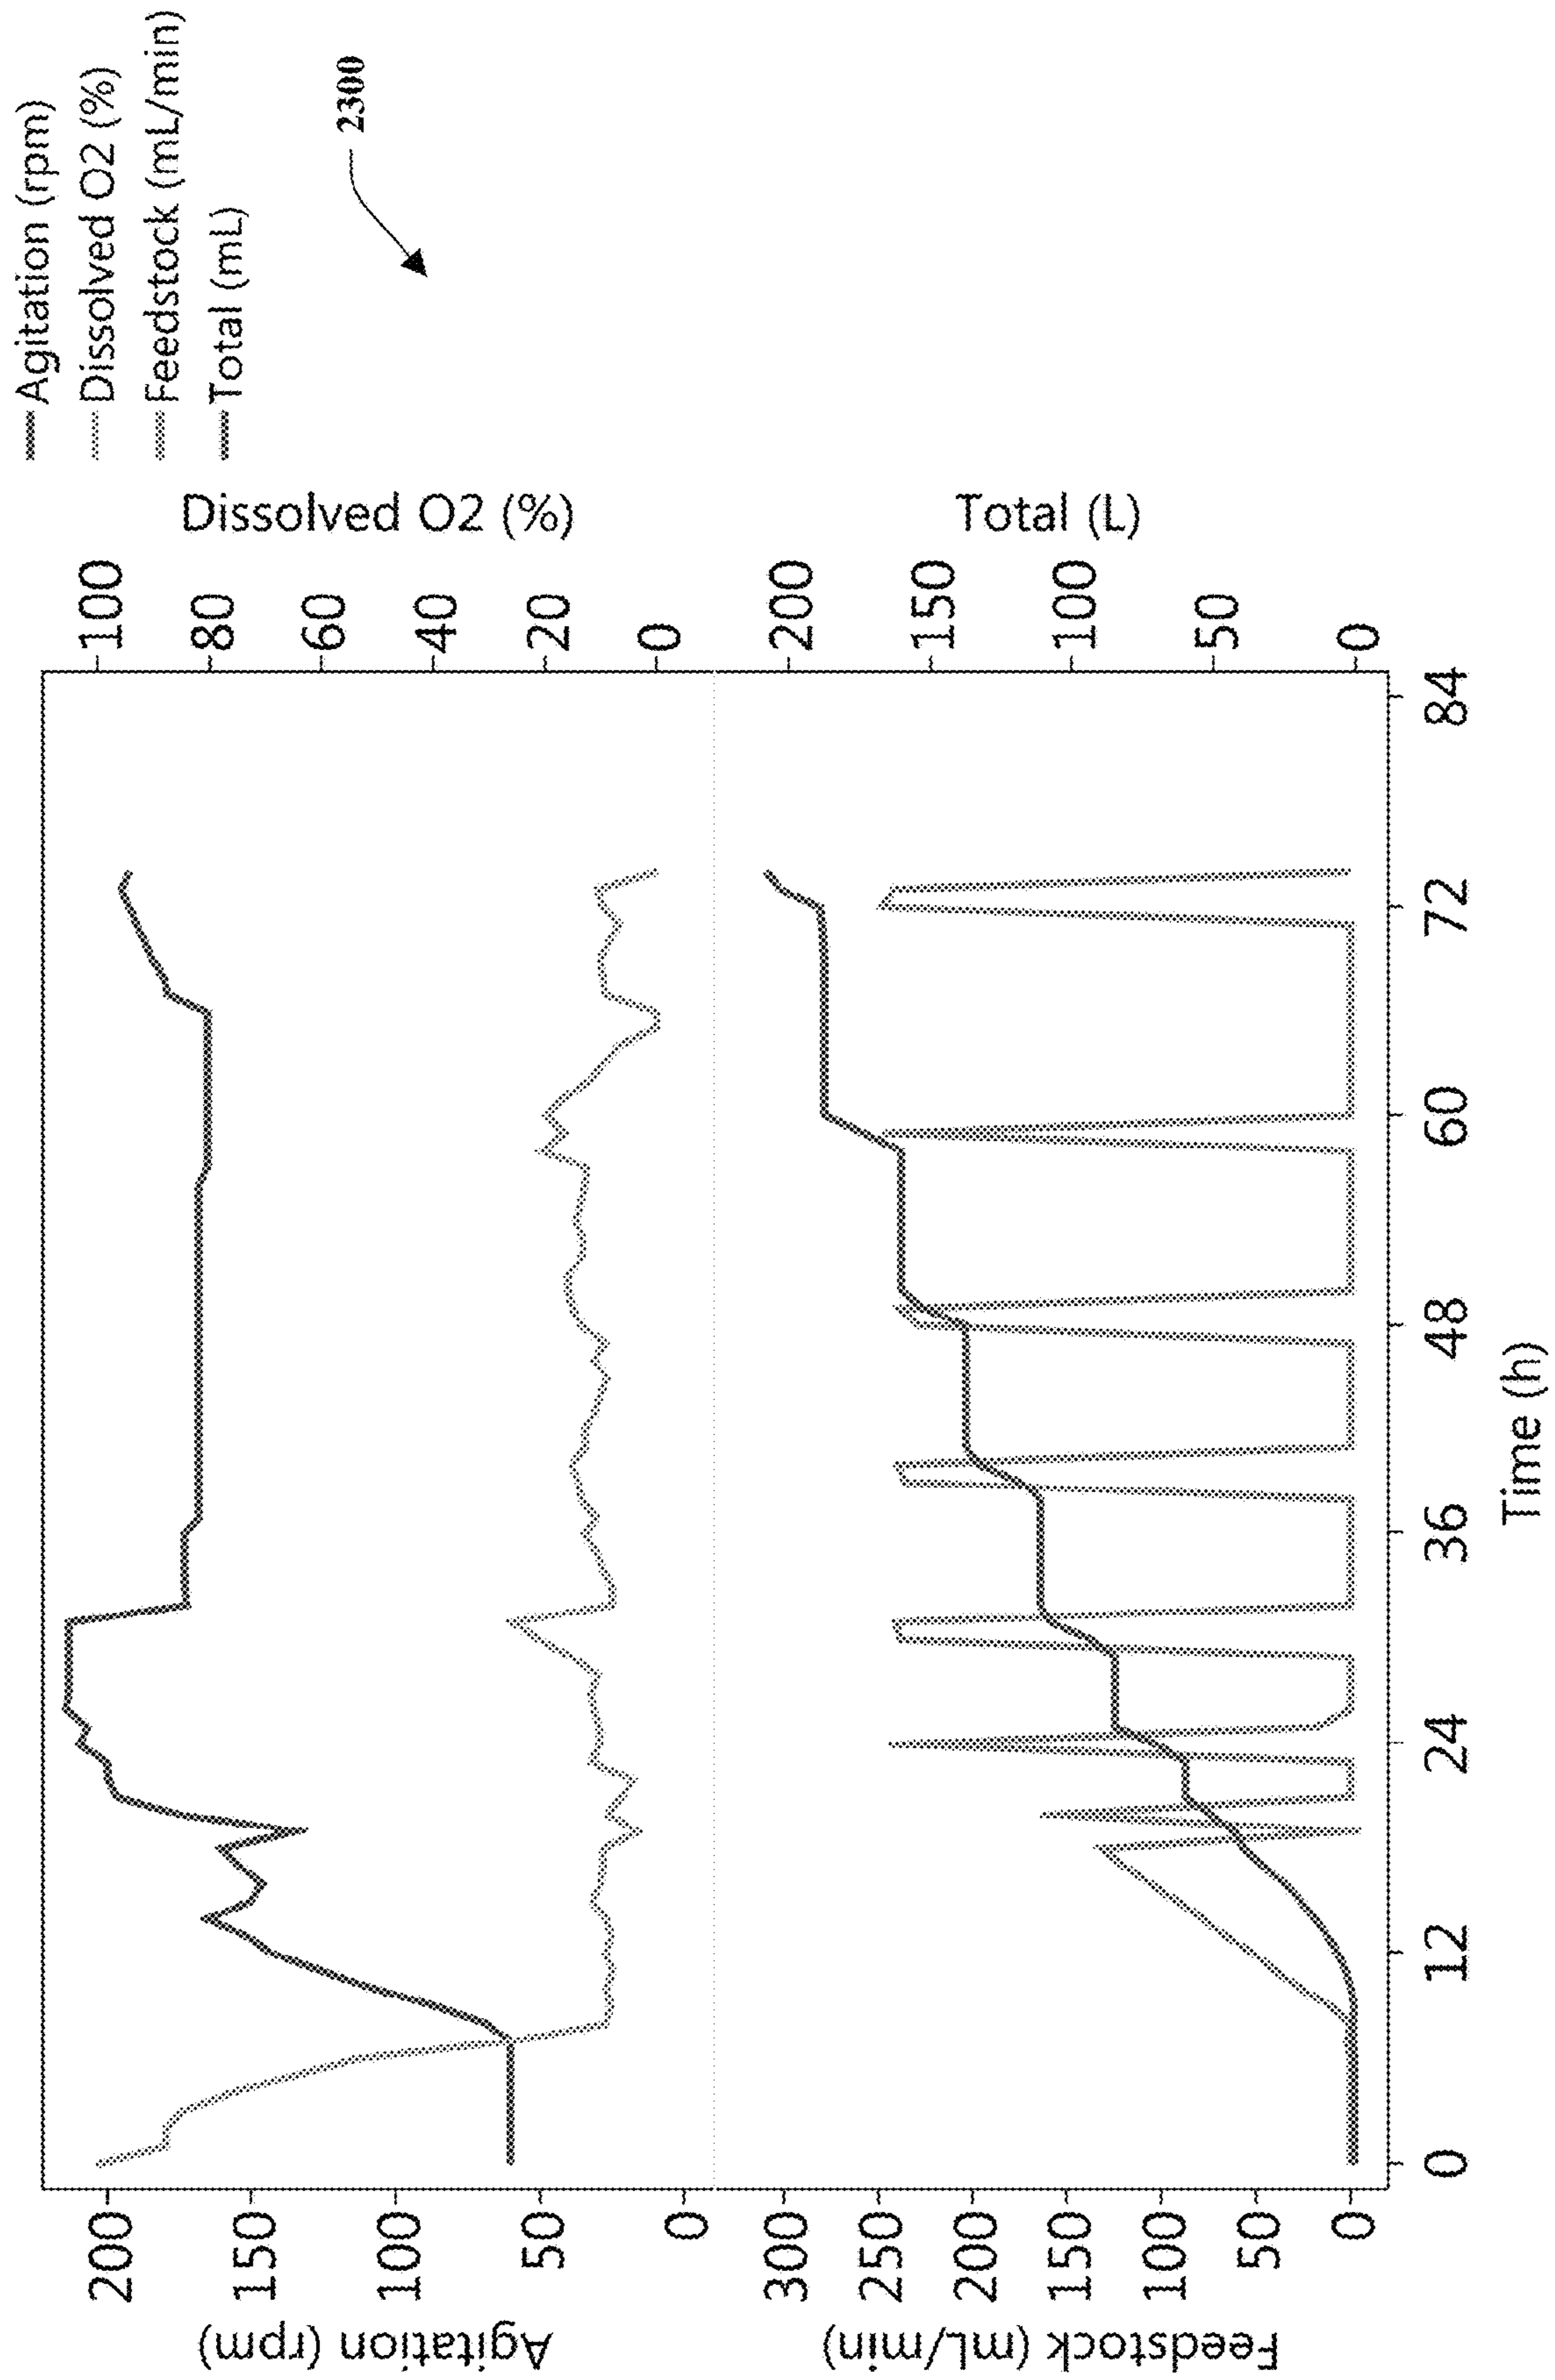 Agitation (rpm)
Dissolved O2 (%)
Feedstock (mL/min)
Total (mL)
2300
Agitation (rpm)
200
150
100
50
0
Dissolved O2 (%)
100
80
60
40
20
0
Feedstock (mL/min)
300
250
200
150
100
50
0
Total (L)
200
150
100
50
0
0 12 24 36 48 60 72 84
Time (h)